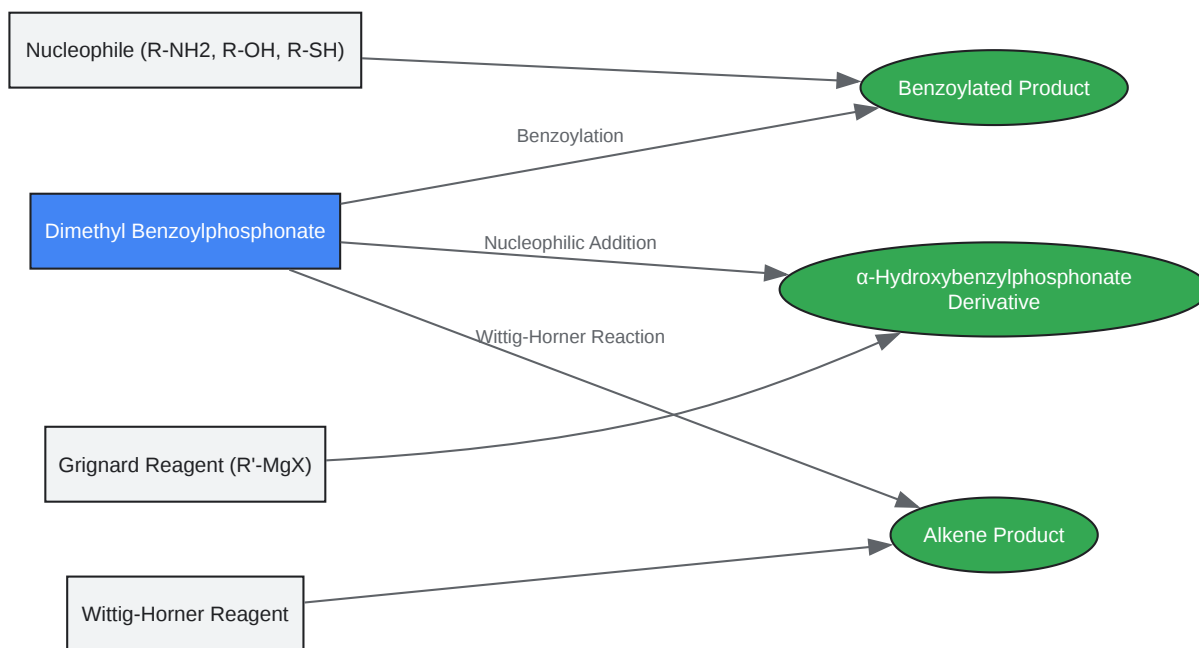 Nucleophile (R-NH2, R-OH, R-SH)
Benzoylated Product
Benzoylation
Dimethyl Benzoylphosphonate
Nucleophilic Addition
α-Hydroxybenzylphosphonate
Derivative
Wittig-Horner Reaction
Grignard Reagent (R'-MgX)
Alkene Product
Wittig-Horner Reagent